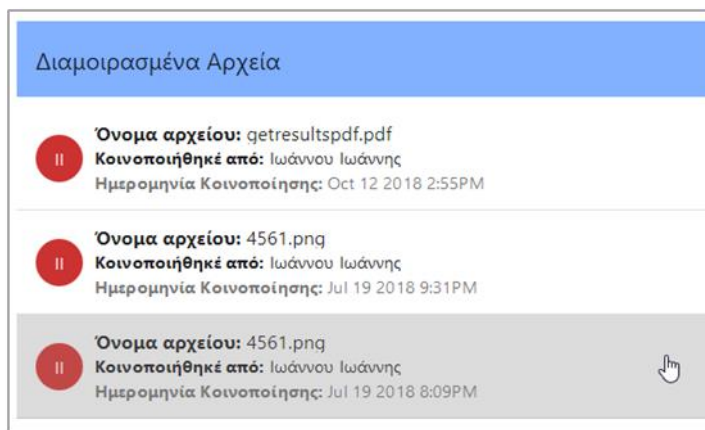 Διαμοιρασμένα Αρχεία
Όνομα αρχείου: getresultspdf.pdf
ΙΙ
Κοινοποιήθηκέ από: Ιωάννου Ιωάννης
Ημερομηνία Κοινοποίησης: Oct 12 2018 2:55PM
Όνομα αρχείου: 4561.png
ΙΙ
Κοινοποιήθηκέ από: Ιωάννου Ιωάννης
Ημερομηνία Κοινοποίησης: Jul 19 2018 9:31PM
Όνομα αρχείου: 4561.png
ΙΙ
Κοινοποιήθηκέ από: Ιωάννου Ιωάννης
Ημερομηνία Κοινοποίησης: Jul 19 2018 8:09PM